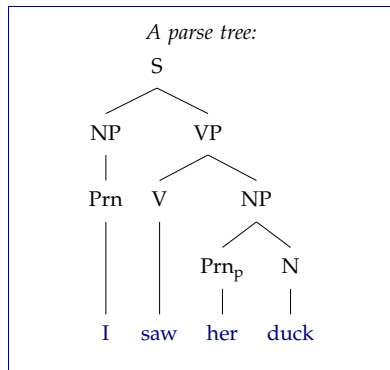 A parse tree:
S
NP VP
Prn V NP
Prnₚ N
I saw her duck